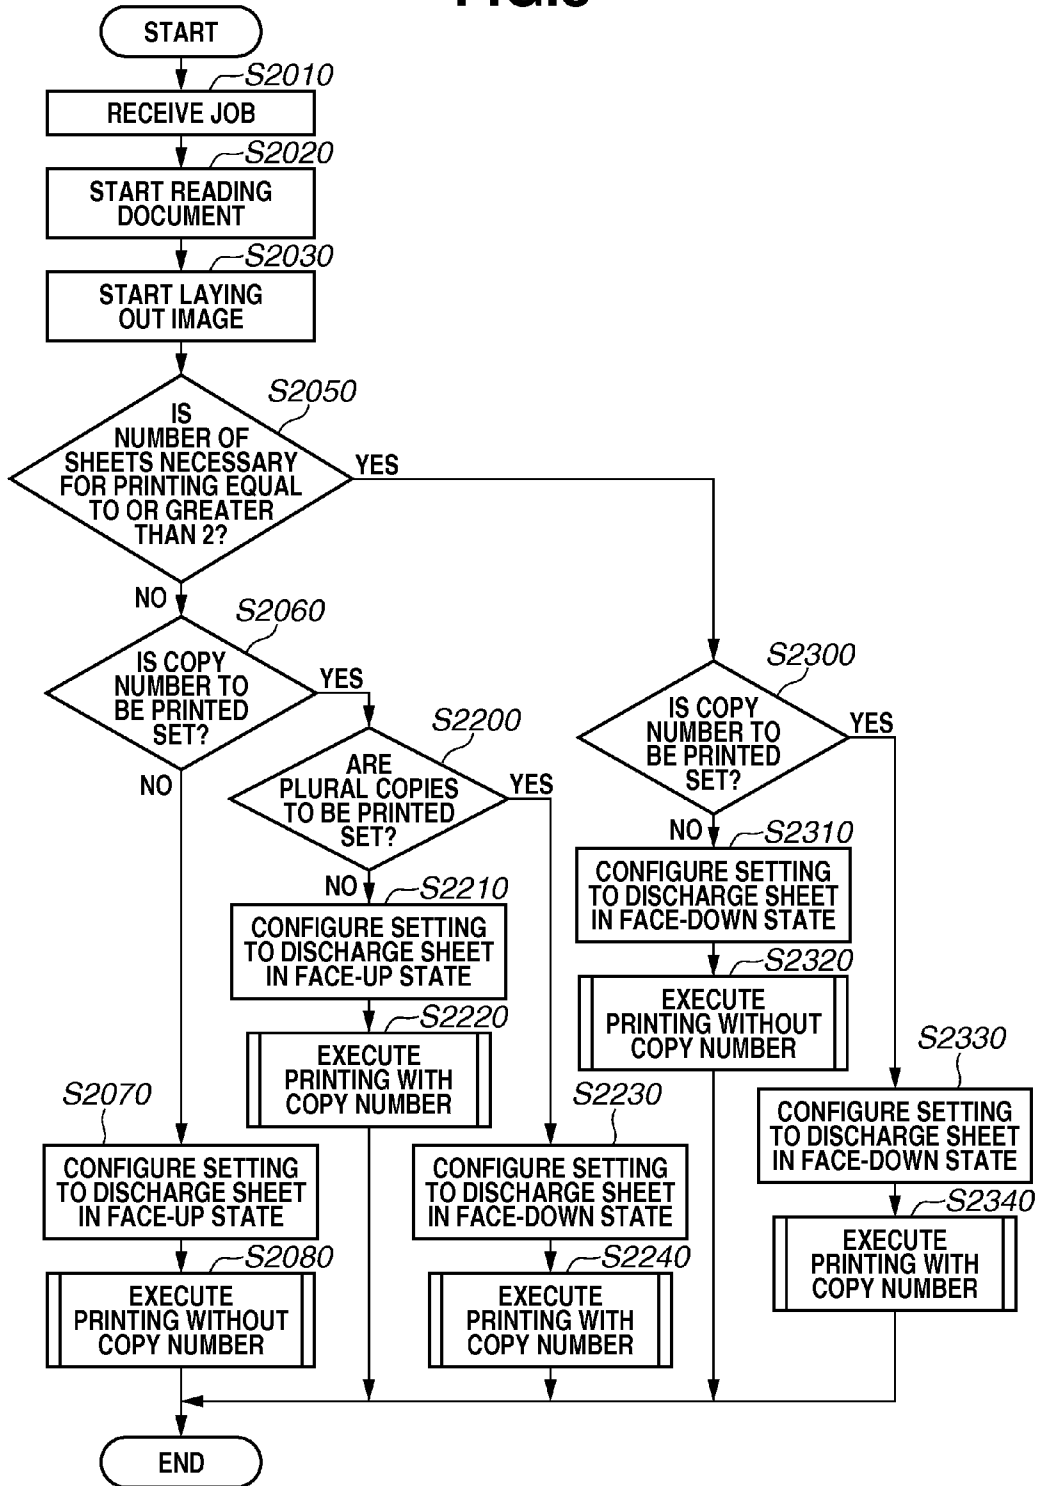 START
S2010
RECEIVE JOB
S2020
START READING
DOCUMENT
S2030
START LAYING
OUT IMAGE
S2050
IS
NUMBER OF
SHEETS NECESSARY
FOR PRINTING EQUAL
TO OR GREATER
THAN 2?
YES
NO
S2060
IS COPY
NUMBER TO
BE PRINTED
SET?
YES
NO
S2200
ARE
PLURAL COPIES
TO BE PRINTED
SET?
YES
NO
S2210
CONFIGURE SETTING
TO DISCHARGE SHEET
IN FACE-UP STATE
S2220
EXECUTE
PRINTING WITH
COPY NUMBER
S2300
IS COPY
NUMBER TO
BE PRINTED
SET?
YES
NO
S2310
CONFIGURE SETTING
TO DISCHARGE SHEET
IN FACE-DOWN STATE
S2320
EXECUTE
PRINTING WITHOUT
COPY NUMBER
S2330
CONFIGURE SETTING
TO DISCHARGE SHEET
IN FACE-DOWN STATE
S2340
EXECUTE
PRINTING WITH
COPY NUMBER
S2070
CONFIGURE SETTING
TO DISCHARGE SHEET
IN FACE-UP STATE
S2080
EXECUTE
PRINTING WITHOUT
COPY NUMBER
S2230
CONFIGURE SETTING
TO DISCHARGE SHEET
IN FACE-DOWN STATE
S2240
EXECUTE
PRINTING WITH
COPY NUMBER
END